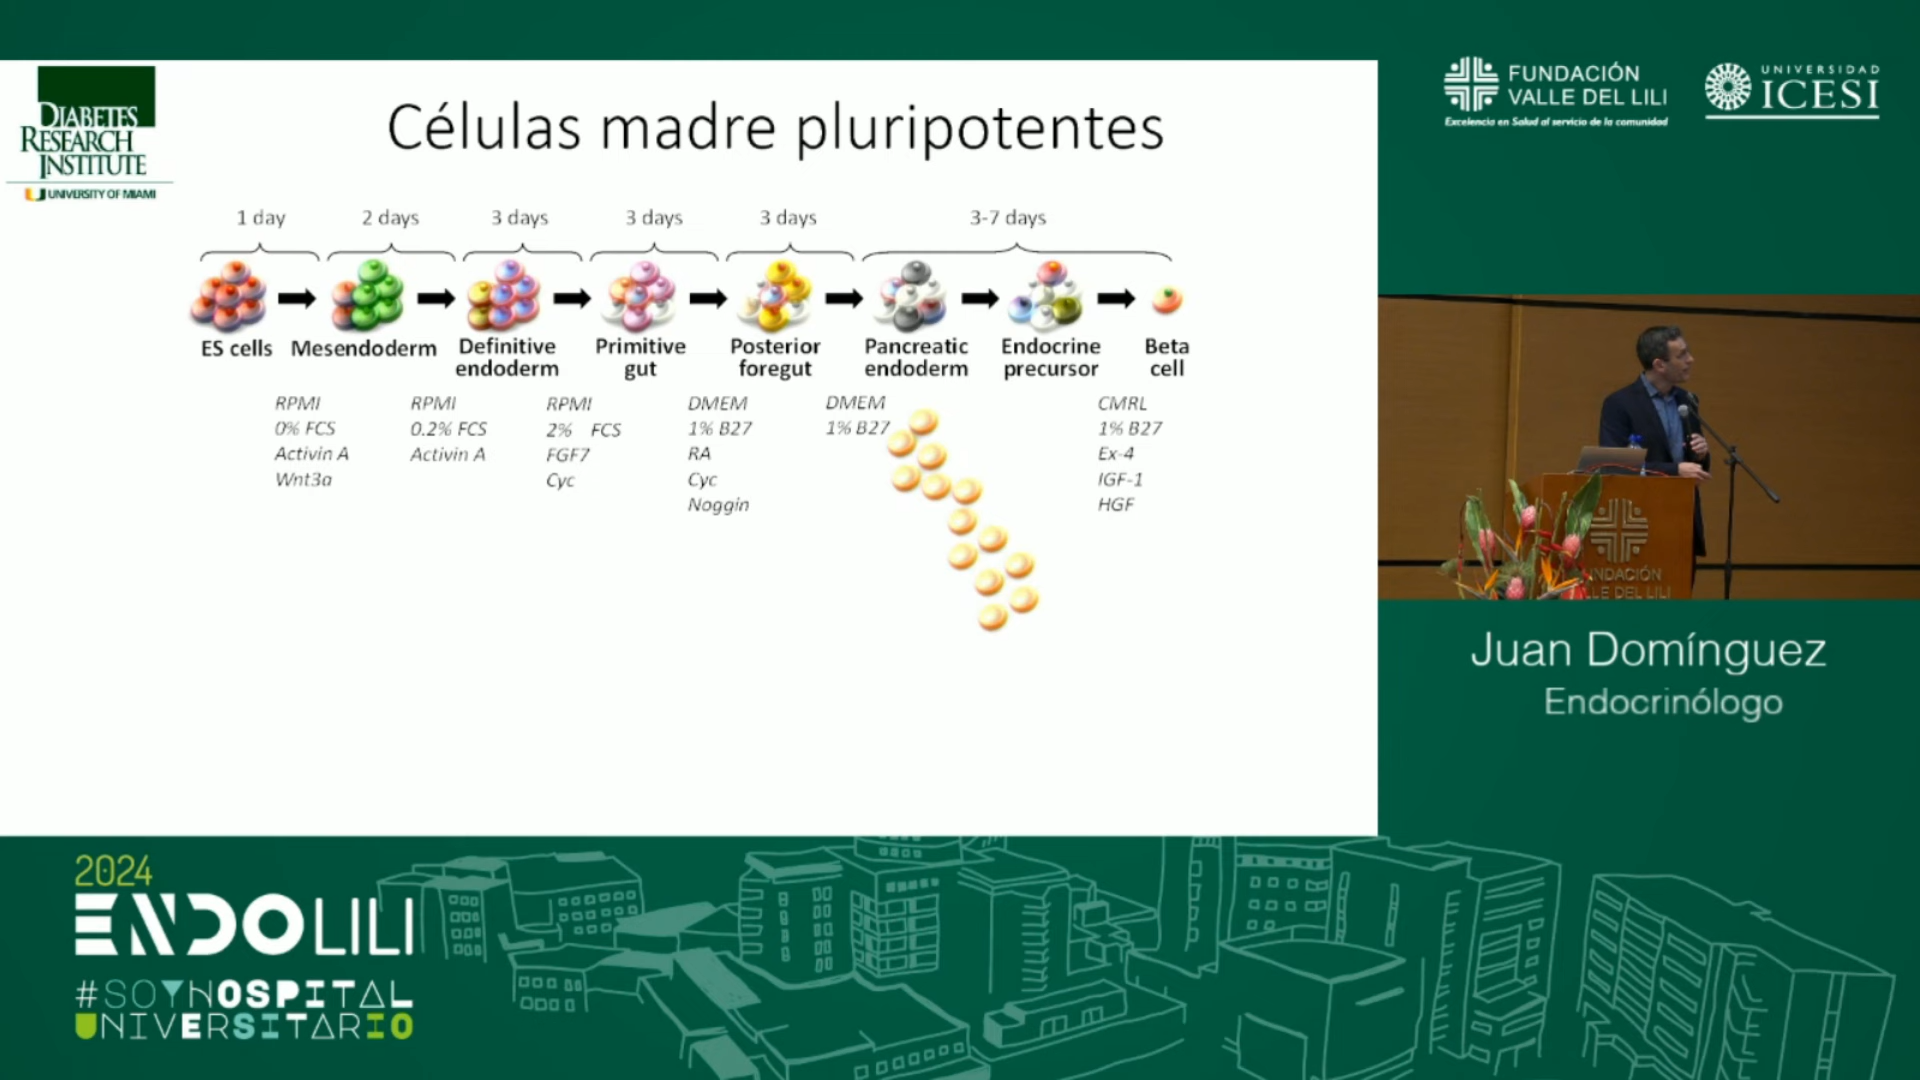 DIABETES
RESEARCH
INSTITUTE
UNIVERSITY OF MIAMI
Células madre pluripotentes
1 day
2 days
3 days
3 days
3 days
3-7 days
ES cells
Mesendoderm
Definitive
endoderm
Primitive
gut
Posterior
foregut
Pancreatic
endoderm
Endocrine
precursor
Beta
cell
RPMI
0% FCS
Activin A
Wnt3a
RPMI
0.2% FCS
Activin A
RPMI
2% FCS
FGF7
Cyc
DMEM
1% B27
RA
Cyc
Noggin
DMEM
1% B27
CMRL
1% B27
Ex-4
IGF-1
HGF
FUNDACIÓN
VALLE DEL LILI
Excelencia en Salud al servicio de la comunidad
UNIVERSIDAD
ICESI
NDACIÓN
LLE DEL LILI
Juan Domínguez
Endocrinólogo
2024
ENDOLILI
#SOYHOSPITAL
UNIVERSITARIO